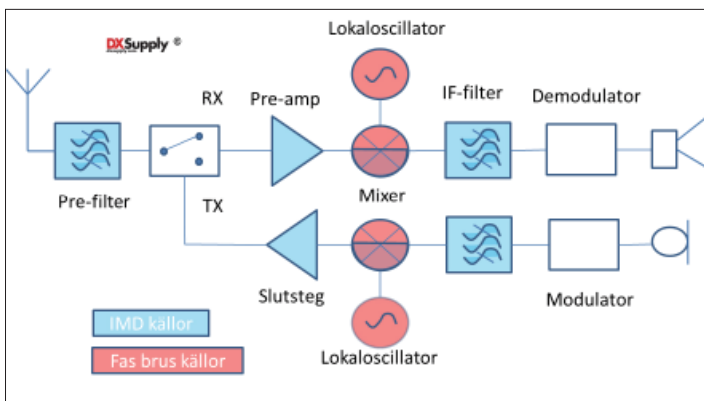 Lokaloscillator
DXSupply ®
RX
Pre-amp
IF-filter
Demodulator
Pre-filter
TX
Mixer
Slutsteg
Modulator
IMD källor
Fas brus källor
Lokaloscillator